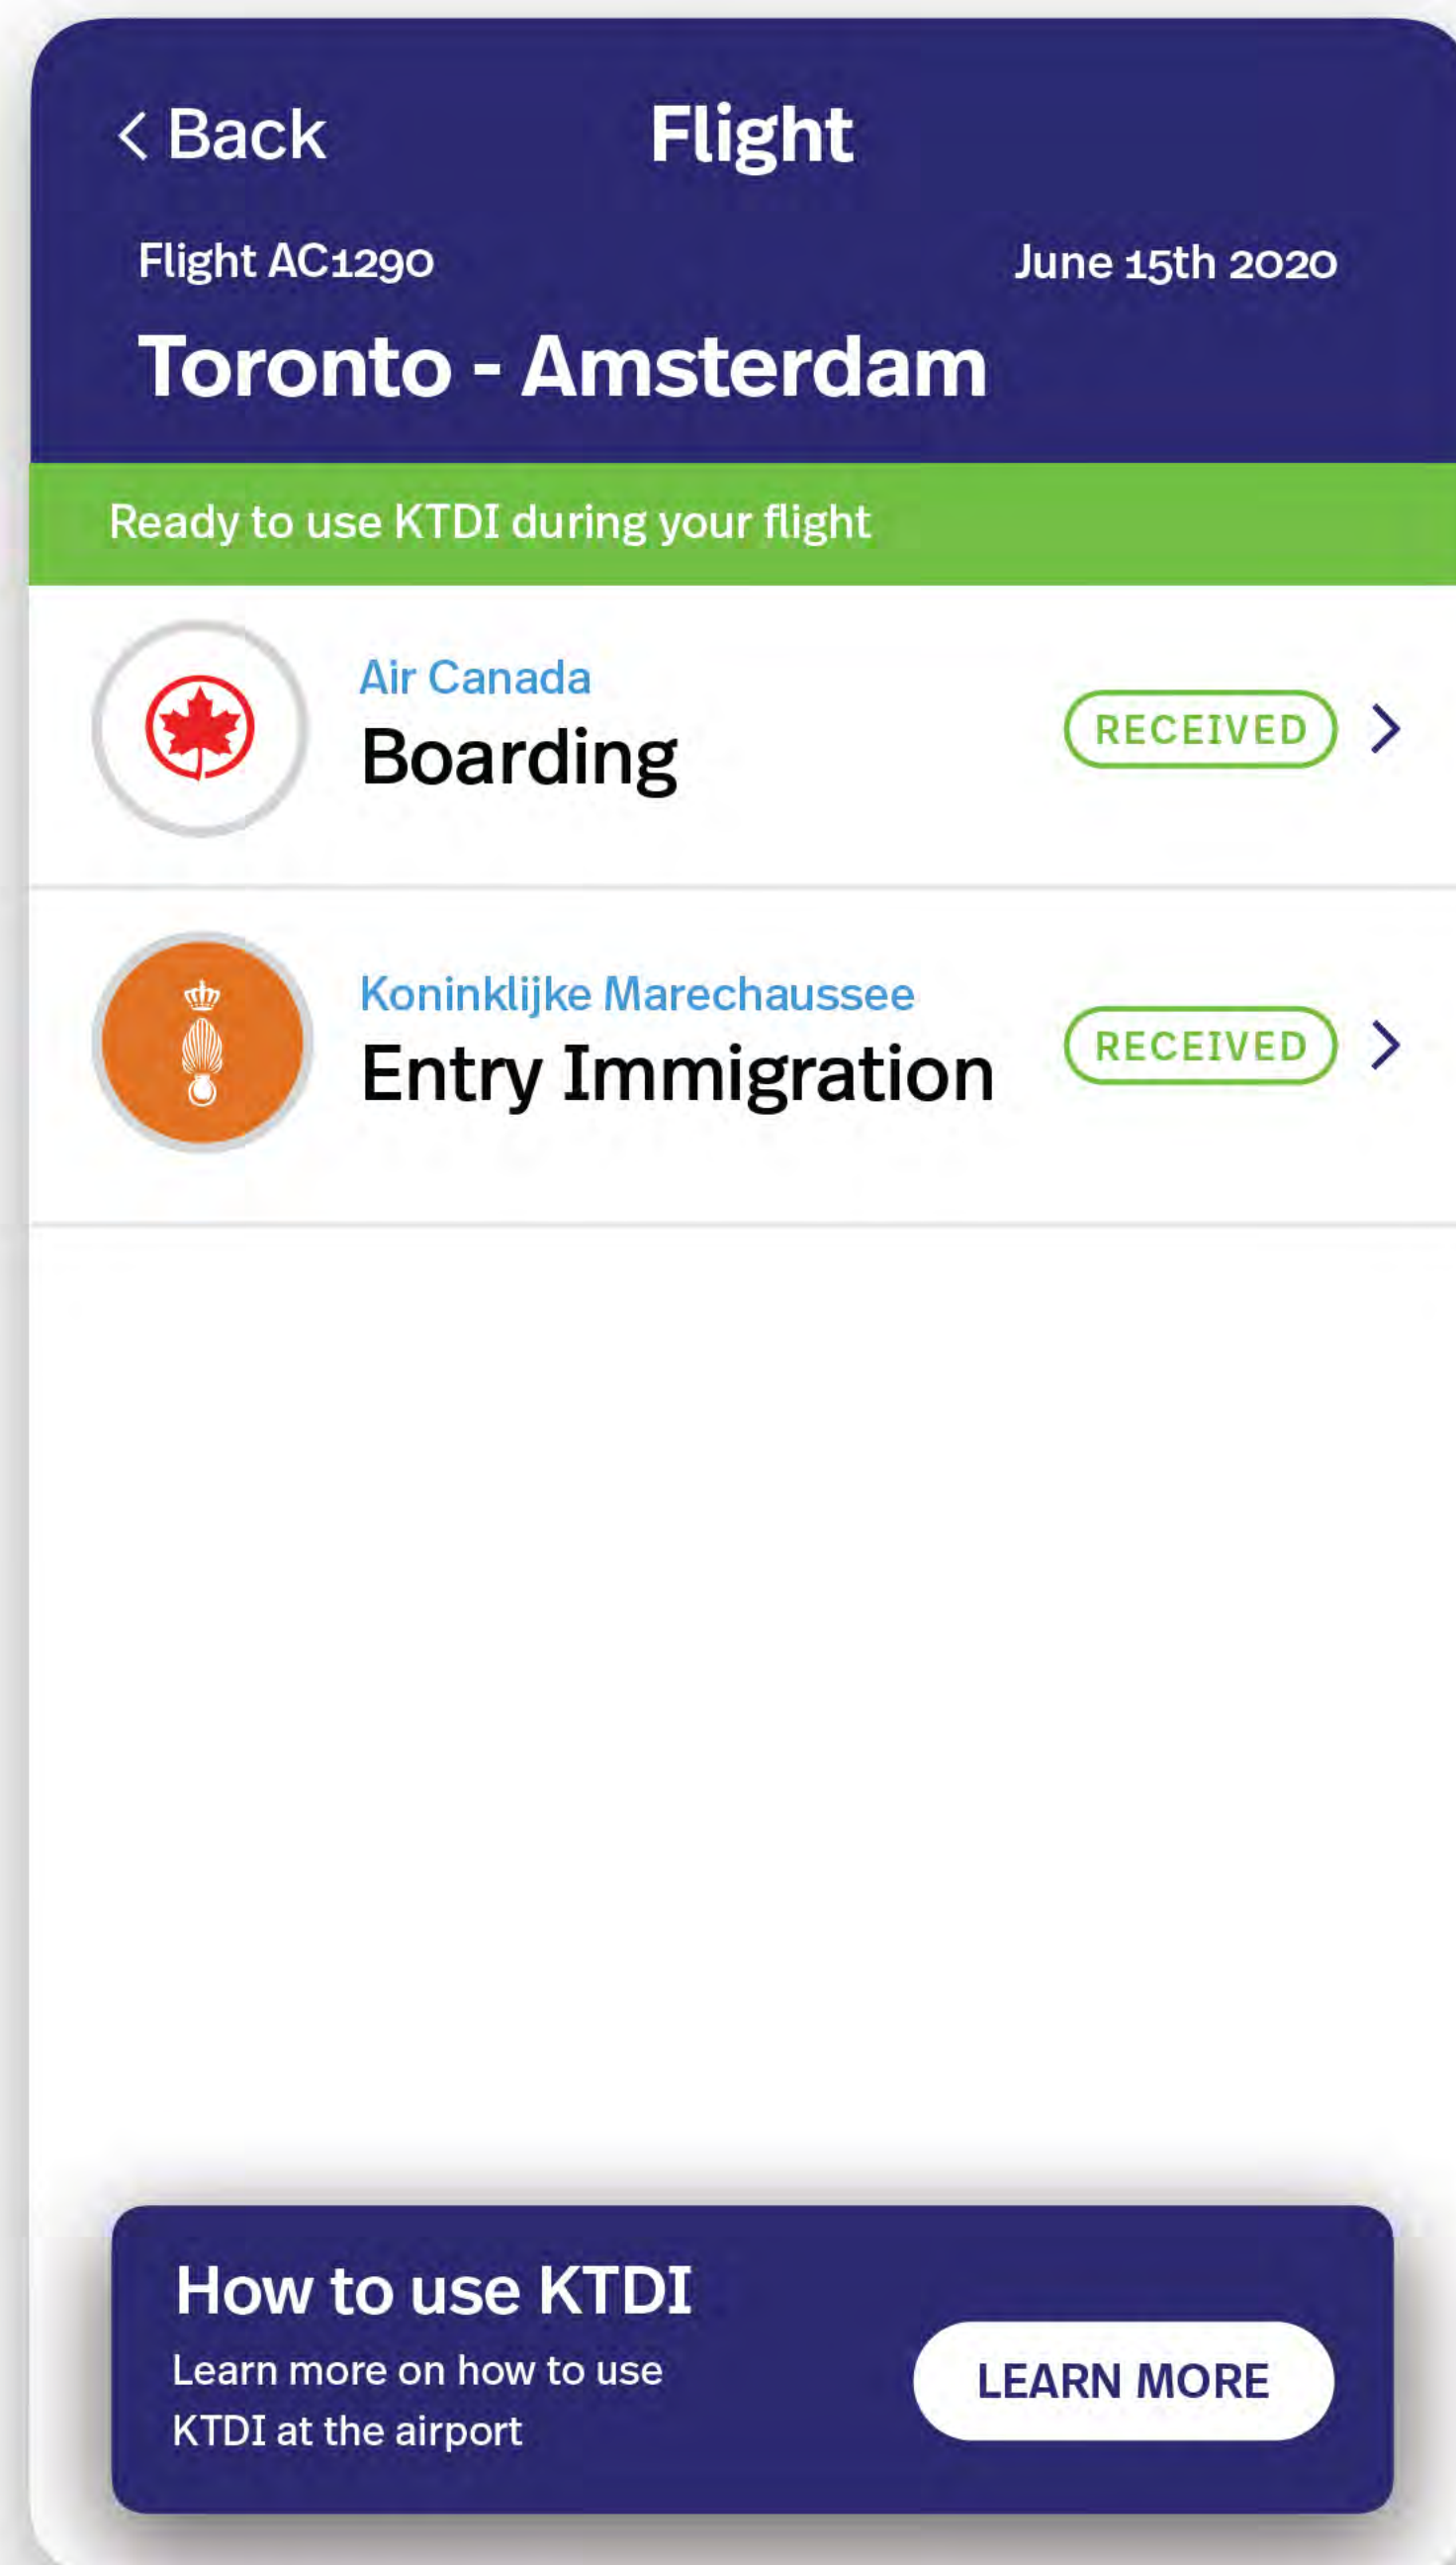 Back
Flight
Flight AC1290
June 15th 2020
Toronto - Amsterdam
Ready to use KTDI during your flight
Air Canada
Boarding
RECEIVED
Koninklijke Marechaussee
Entry Immigration
RECEIVED
How to use KTDI
Learn more on how to use
KTDI at the airport
LEARN MORE